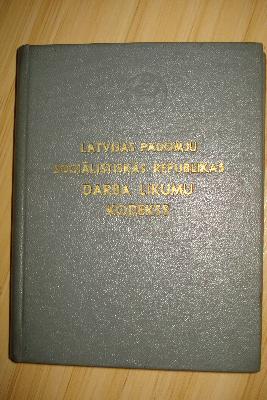 LATVIJAS PADOMJU
SOCIĀLISTISKĀS REPUBLIKAS
DARBA LIKUMU
KODEKSS